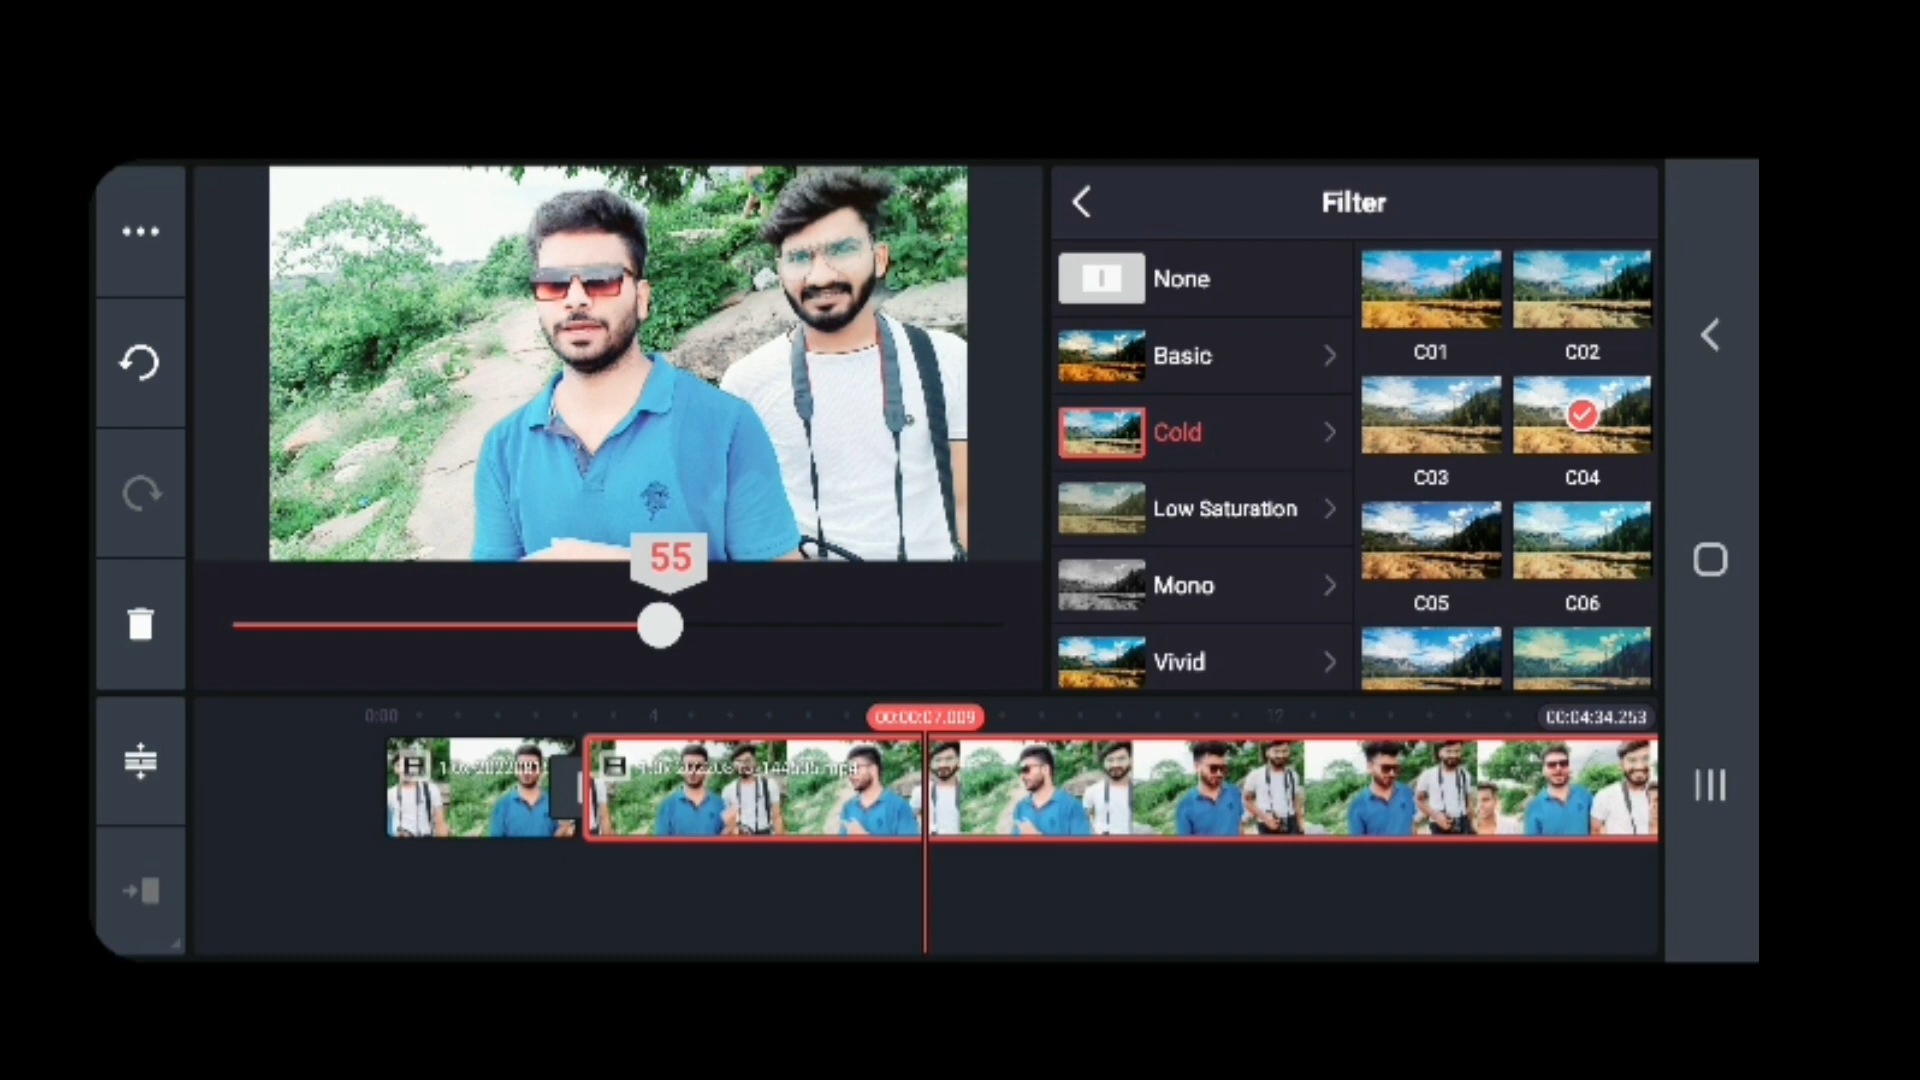 Filter
None
Basic
Cold
Low Saturation
Mono
Vivid
C01
C02
C03
C04
C05
C06
55
0:00
4
00:00:07.009
12
00:04:34.253